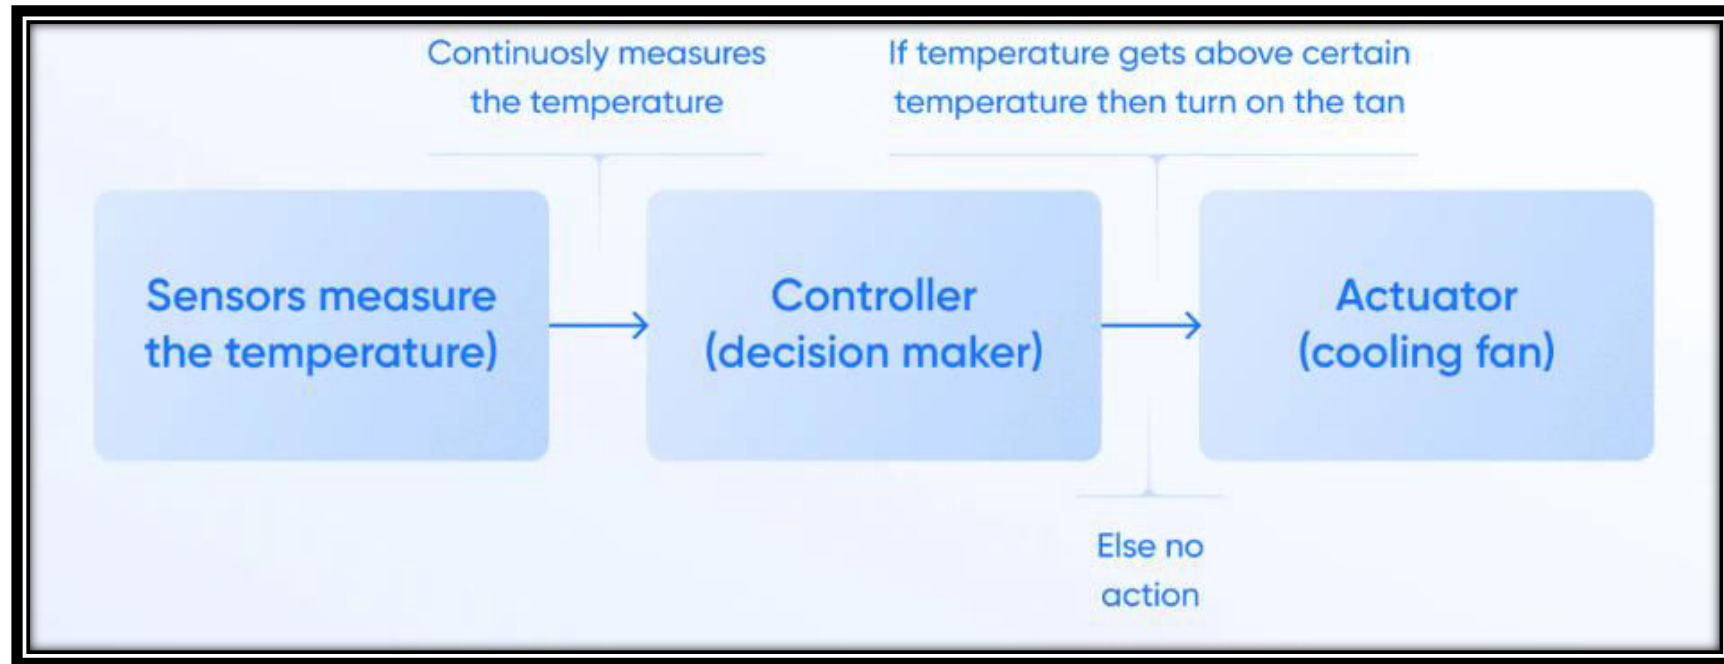 Continuosly measures
the temperature
If temperature gets above certain
temperature then turn on the tan
Sensors measure
the temperature)
Controller
(decision maker)
Actuator
(cooling fan)
Else no
action